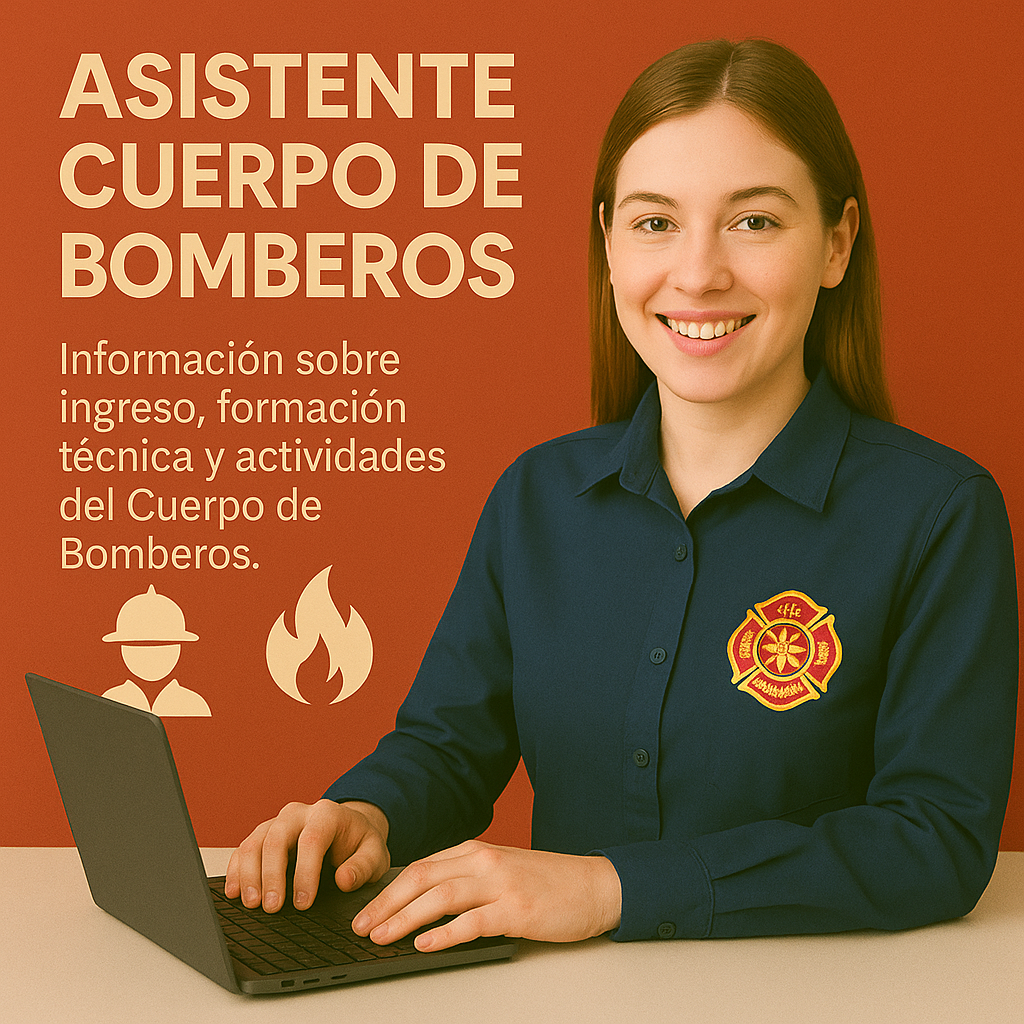 ASISTENTE
CUERPO DE
BOMBEROS
Información sobre
ingreso, formación
técnica y actividades
del Cuerpo de
Bomberos.